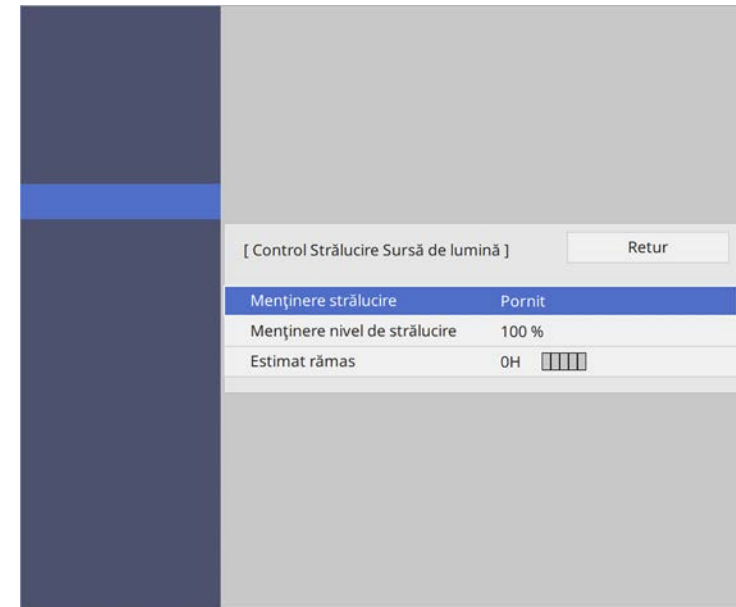 [ Control Strălucire Sursă de lumină ] Retur
Menţinere strălucire Pornit
Menţinere nivel de strălucire 100 %
Estimat rămas 0H